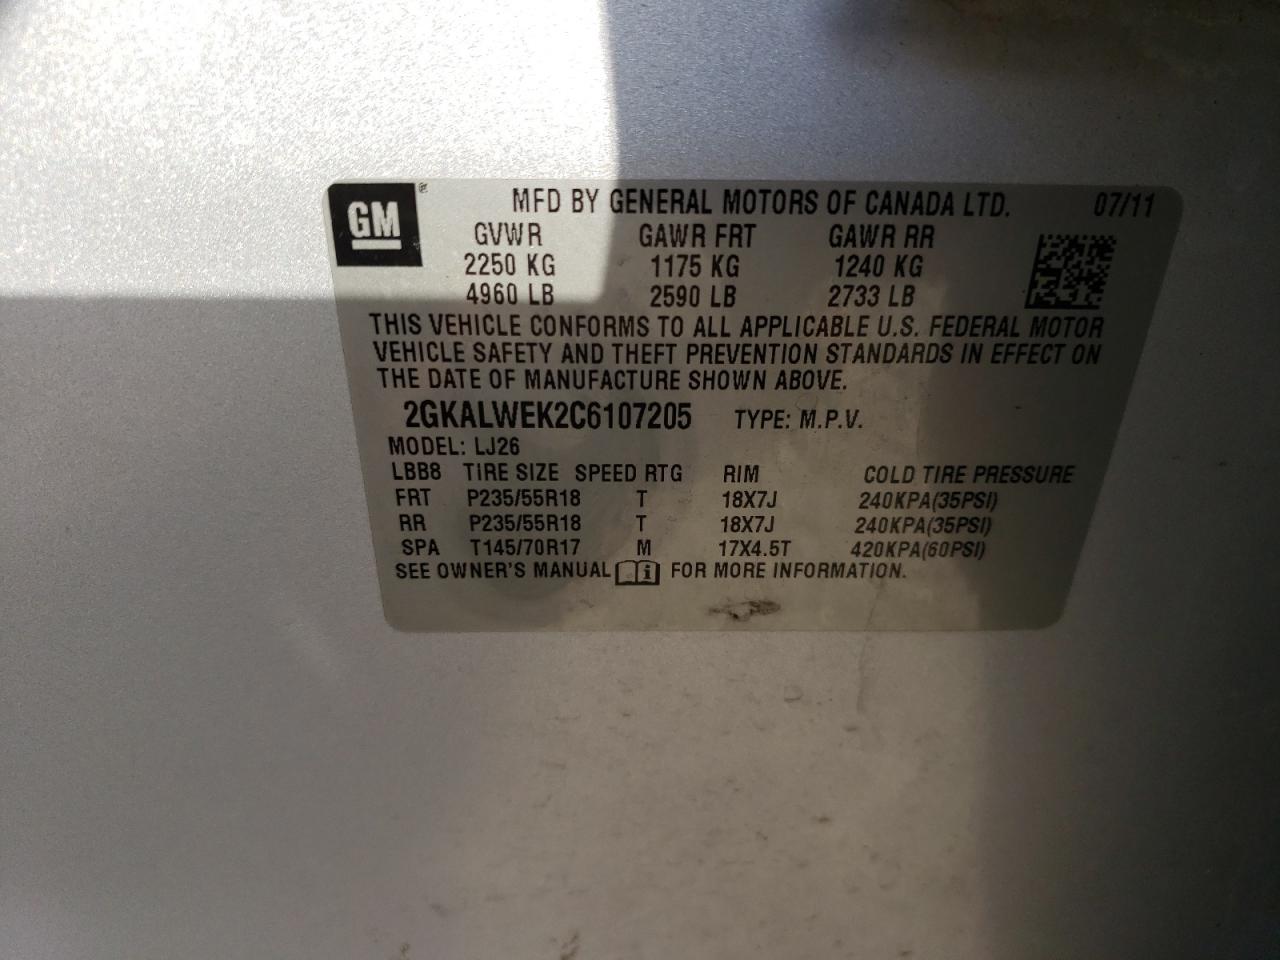 GM® MFD BY GENERAL MOTORS OF CANADA LTD. 07/11
GVWR GAWR FRT GAWR RR
2250 KG 1175 KG 1240 KG
4960 LB 2590 LB 2733 LB
THIS VEHICLE CONFORMS TO ALL APPLICABLE U.S. FEDERAL MOTOR
VEHICLE SAFETY AND THEFT PREVENTION STANDARDS IN EFFECT ON
THE DATE OF MANUFACTURE SHOWN ABOVE.
2GKALWEK2C6107205 TYPE: M.P.V.
MODEL: LJ26
LBB8 TIRE SIZE SPEED RTG RIM COLD TIRE PRESSURE
FRT P235/55R18 T 18X7J 240KPA(35PSI)
RR P235/55R18 T 18X7J 240KPA(35PSI)
SPA T145/70R17 M 17X4.5T 420KPA(60PSI)
SEE OWNER'S MANUAL i FOR MORE INFORMATION.